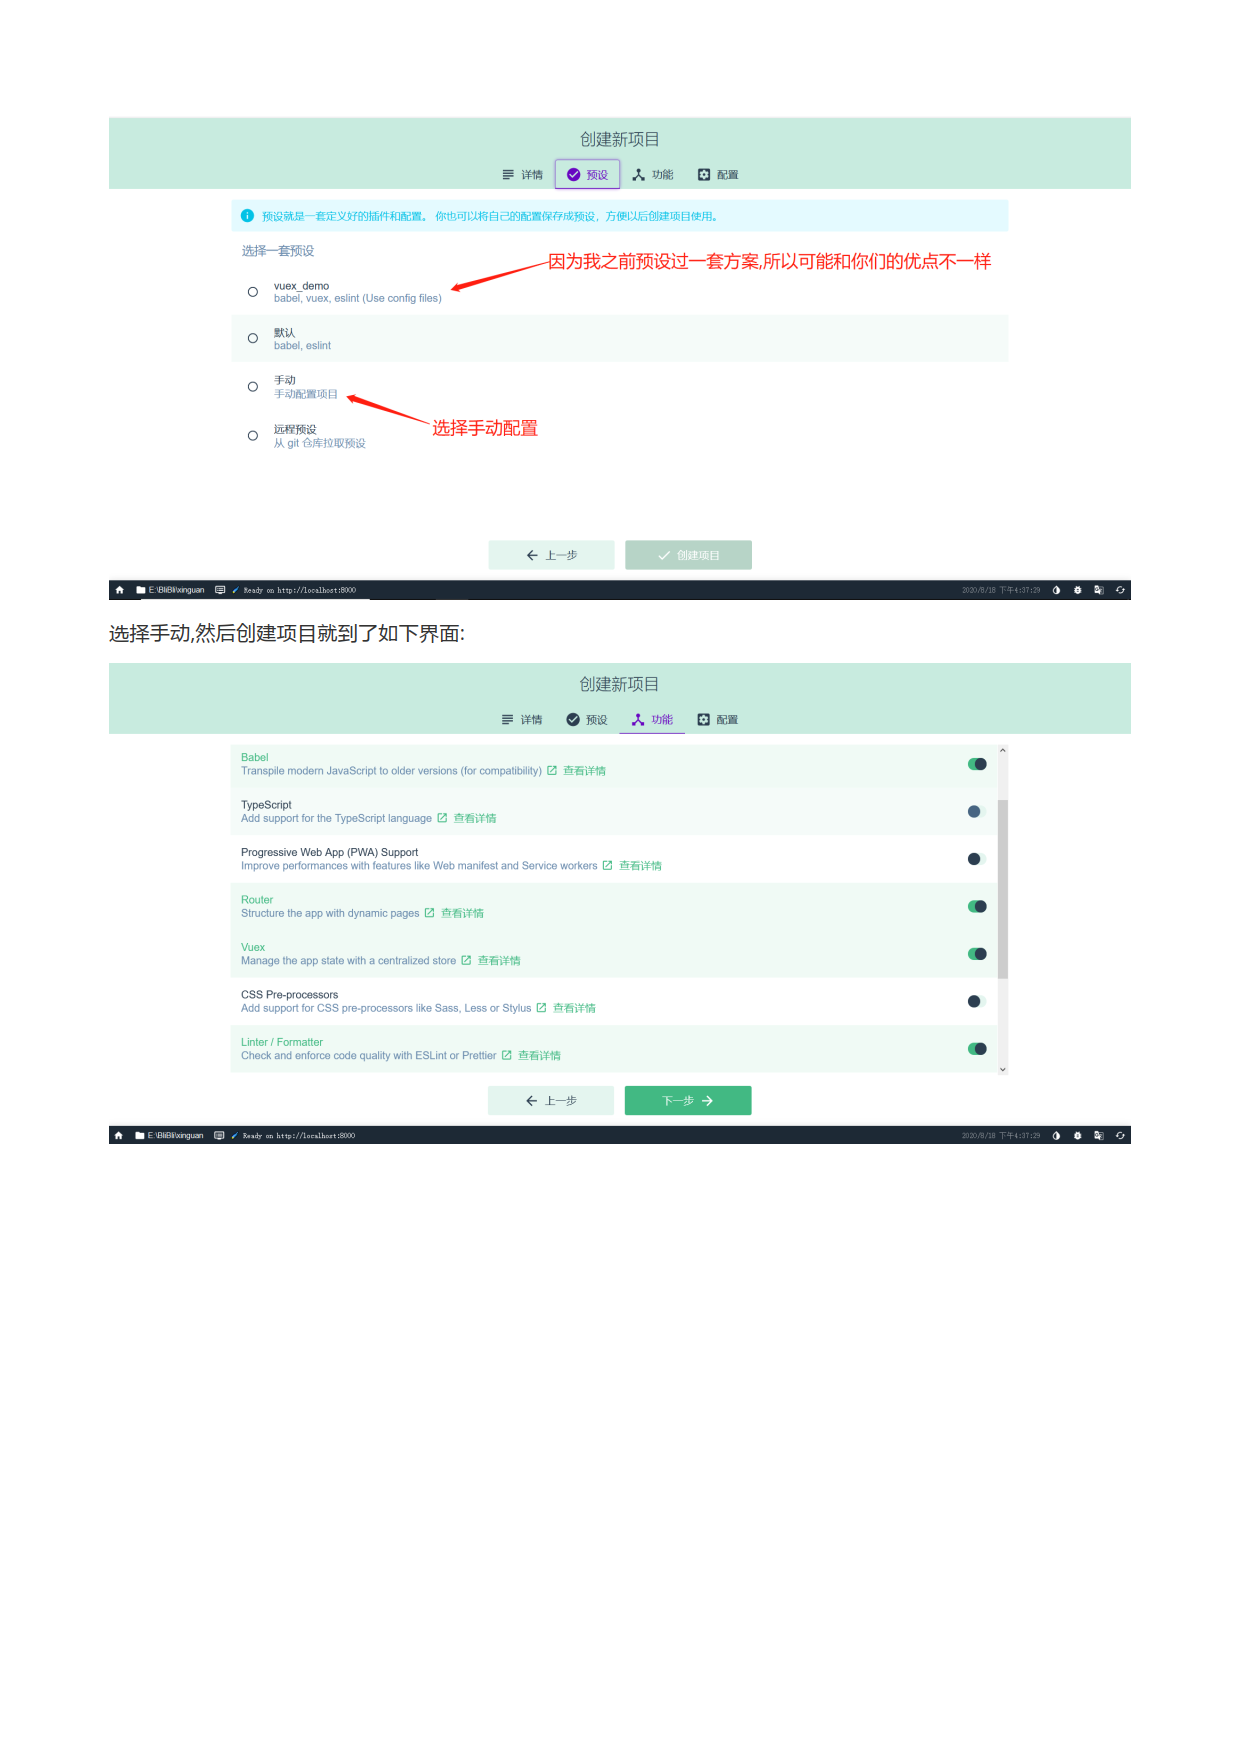 创建新项目
详情 预设 功能 配置
预设就是一套定义好的插件和配置。 你也可以将自己的配置保存成预设，方便以后创建项目使用。
选择一套预设
因为我之前预设过一套方案,所以可能和你们的优点不一样
vuex_demo
babel, vuex, eslint (Use config files)
默认
babel, eslint
手动
手动配置项目
选择手动配置
远程预设
从 git 仓库拉取预设
上一步 创建项目
E:\BliBli\xinguan Ready on http://localhost:8000 2020/8/18 下午4:37:29
选择手动,然后创建项目就到了如下界面:
创建新项目
详情 预设 功能 配置
Babel
Transpile modern JavaScript to older versions (for compatibility) 查看详情
TypeScript
Add support for the TypeScript language 查看详情
Progressive Web App (PWA) Support
Improve performances with features like Web manifest and Service workers 查看详情
Router
Structure the app with dynamic pages 查看详情
Vuex
Manage the app state with a centralized store 查看详情
CSS Pre-processors
Add support for CSS pre-processors like Sass, Less or Stylus 查看详情
Linter / Formatter
Check and enforce code quality with ESLint or Prettier 查看详情
上一步 下一步
E:\BliBli\xinguan Ready on http://localhost:8000 2020/8/18 下午4:37:29